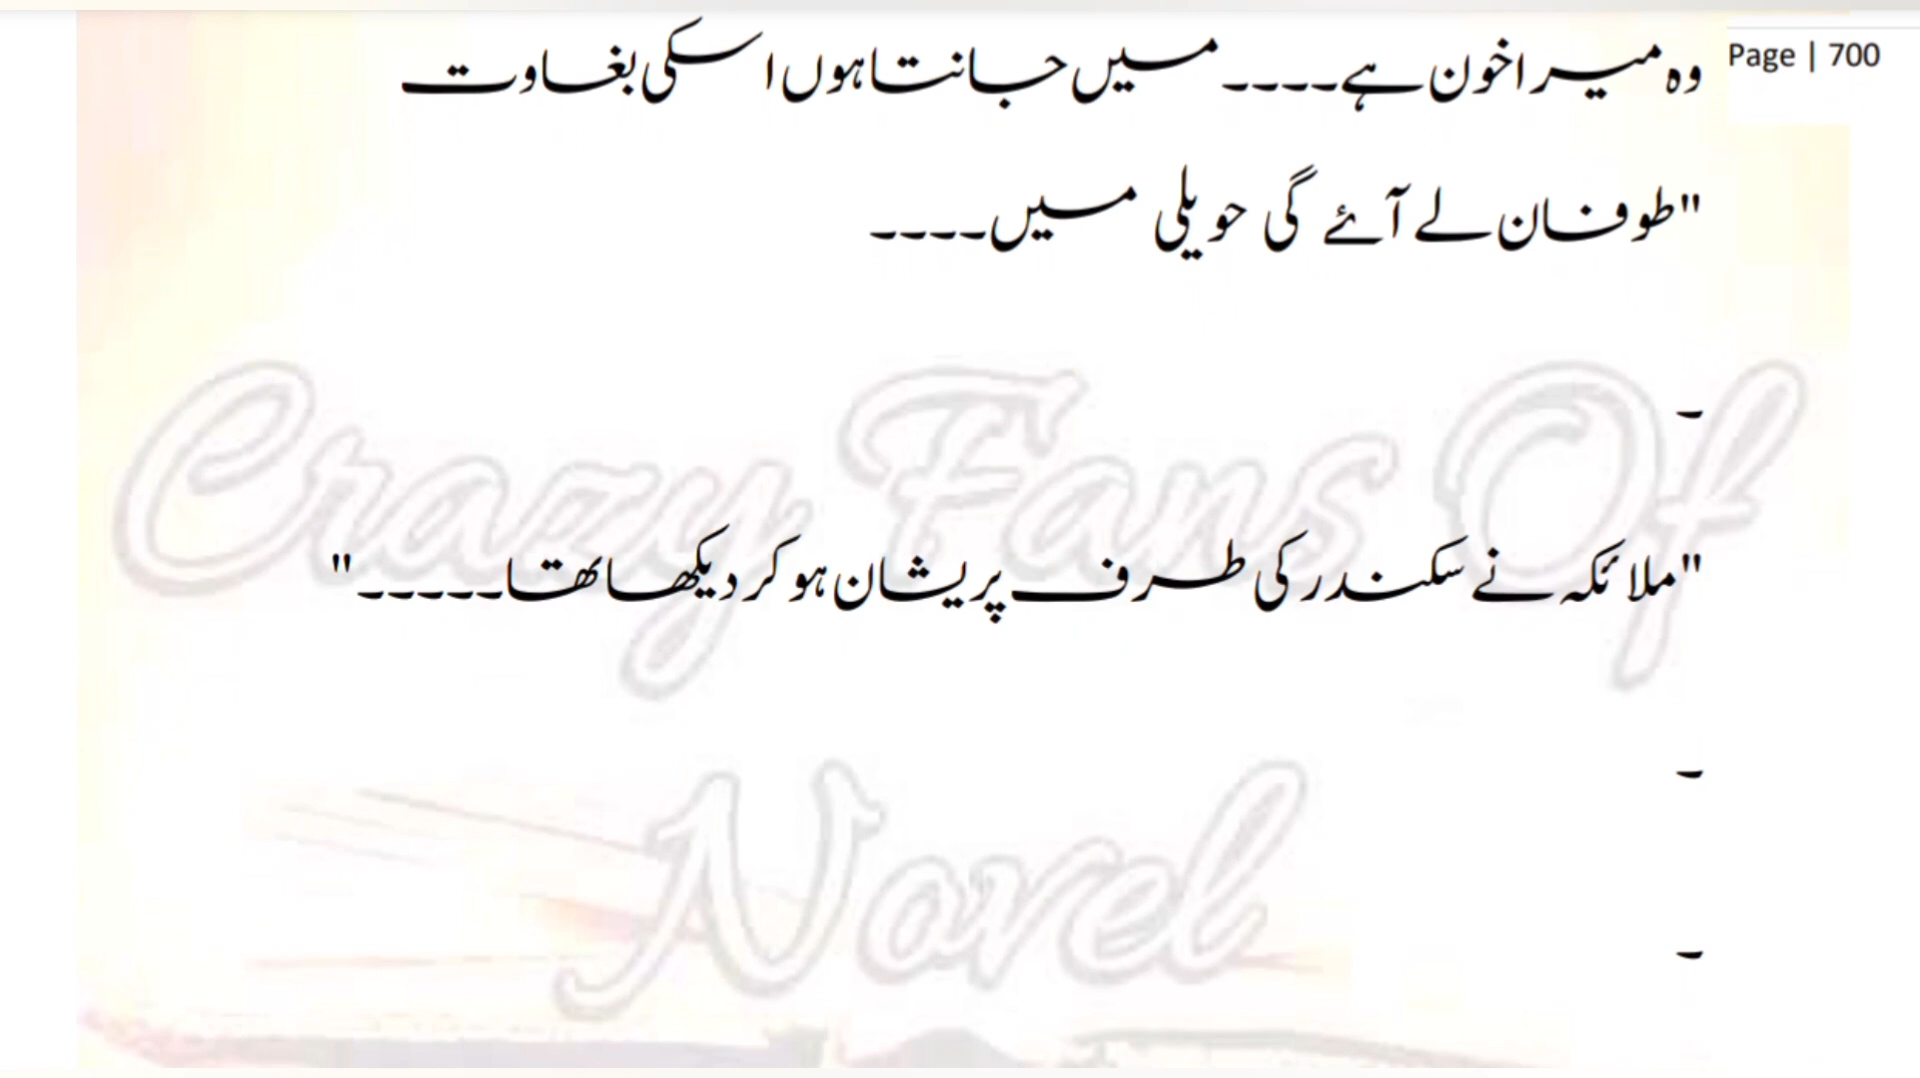 Page | 700
وہ میرا خون ہے۔۔۔۔ میں جانتا ہوں اسکی بغاوت
"طوفان لے آئے گی حویلی میں۔۔۔۔
۔
"ملائکہ نے سکندر کی طرف پریشان ہو کر دیکھا تھا۔۔۔۔۔"
۔
۔
Crazy Fans Of
Novel